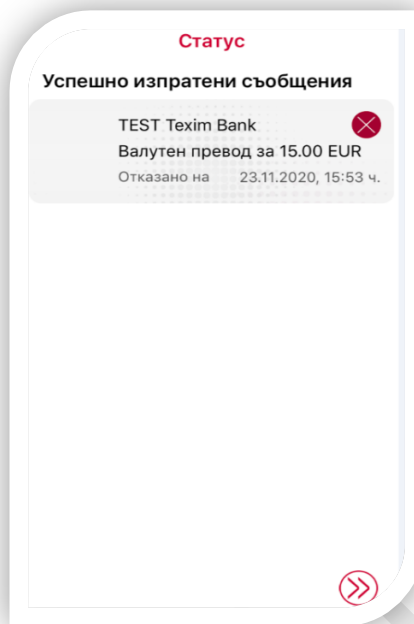 Статус
Успешно изпратени съобщения
TEST Texim Bank
Валутен превод за 15.00 EUR
Отказано на 23.11.2020, 15:53 ч.